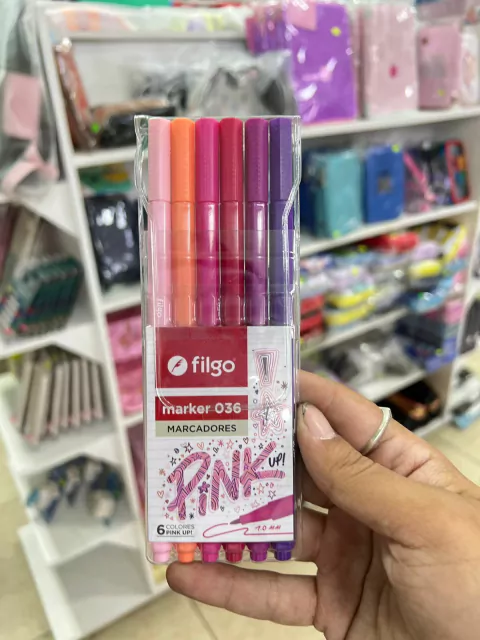 filgo
marker 036
MARCADORES
PINK UP!
6 COLORES
PINK UP!
1.0 MM